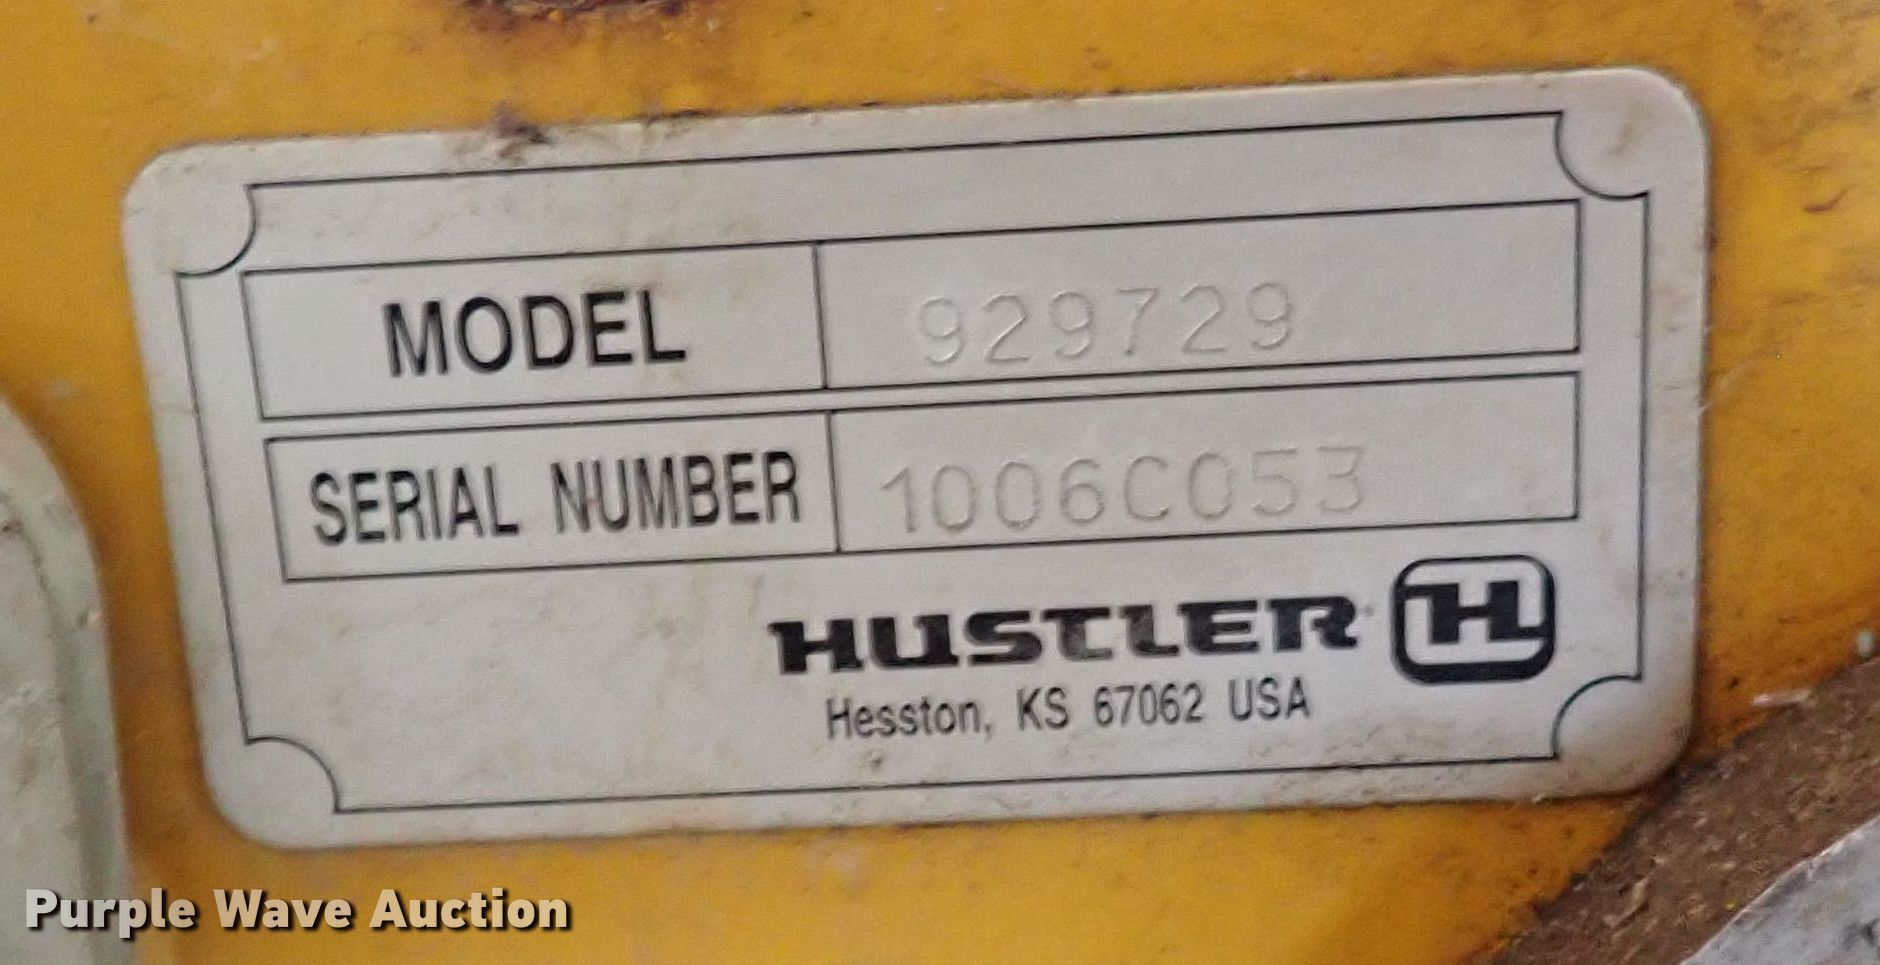 MODEL 929729
SERIAL NUMBER 1006C053
HUSTLER H
Hesston, KS 67062 USA
Purple Wave Auction